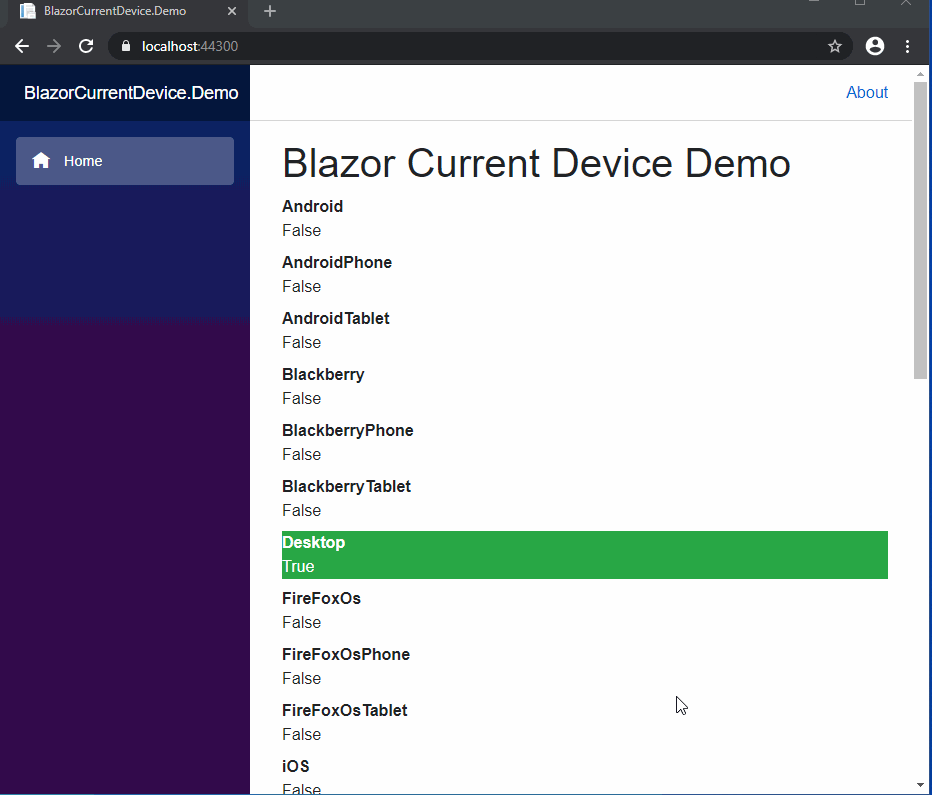 BlazorCurrentDevice.Demo
localhost:44300
BlazorCurrentDevice.Demo
About
Home
Blazor Current Device Demo
Android
False
AndroidPhone
False
AndroidTablet
False
Blackberry
False
BlackberryPhone
False
BlackberryTablet
False
Desktop
True
FireFoxOs
False
FireFoxOsPhone
False
FireFoxOsTablet
False
iOS
False